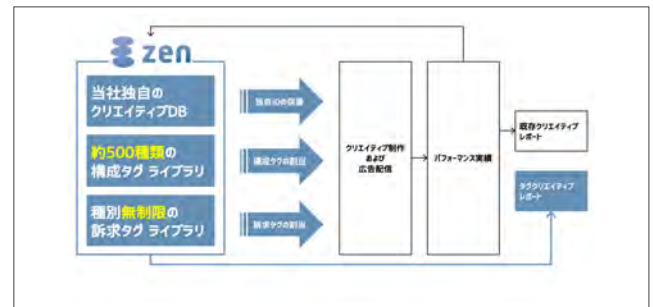 zen
当社独自の
クリエイティブDB
約500種類の
構成タグ ライブラリ
種別無制限の
訴求タグ ライブラリ
独自IDの保番
構成タグの割当
訴求タグの割当
クリエイティブ制作
および
広告配信
パフォーマンス実績
既存クリエイティブ
レポート
タグクリエイティブ
レポート